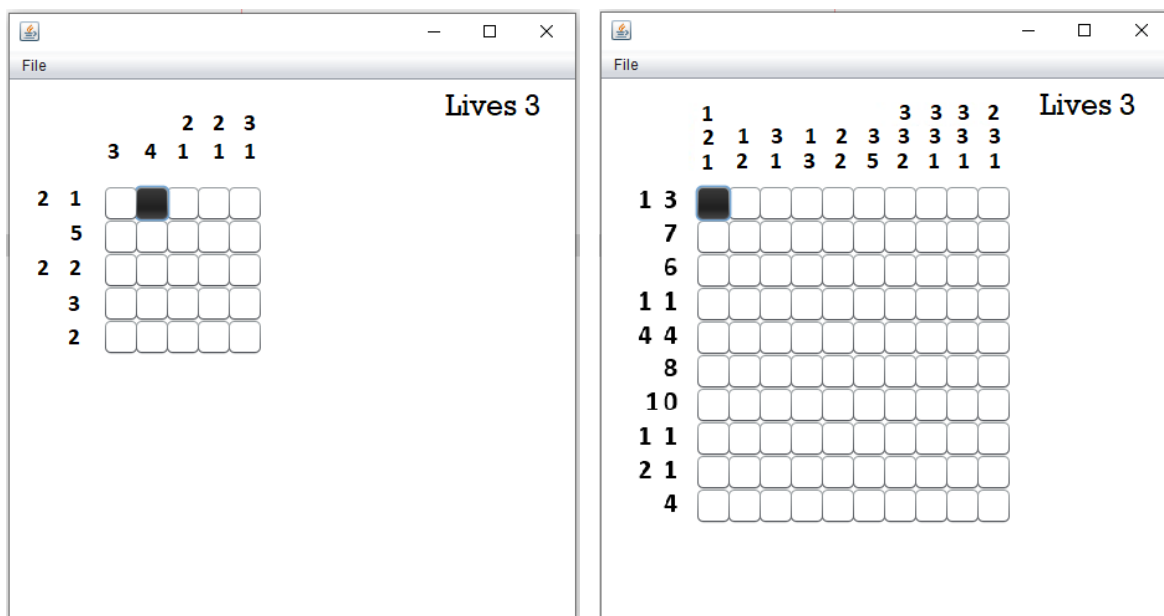 File
Lives 3
2 2 3
3 4 1 1 1
2 1
5
2 2
3
2
File
Lives 3
1 3 3 3 2
2 1 3 1 2 3 3 3 3 3
1 2 1 3 2 5 2 1 1 1
1 3
7
6
1 1
4 4
8
10
1 1
2 1
4